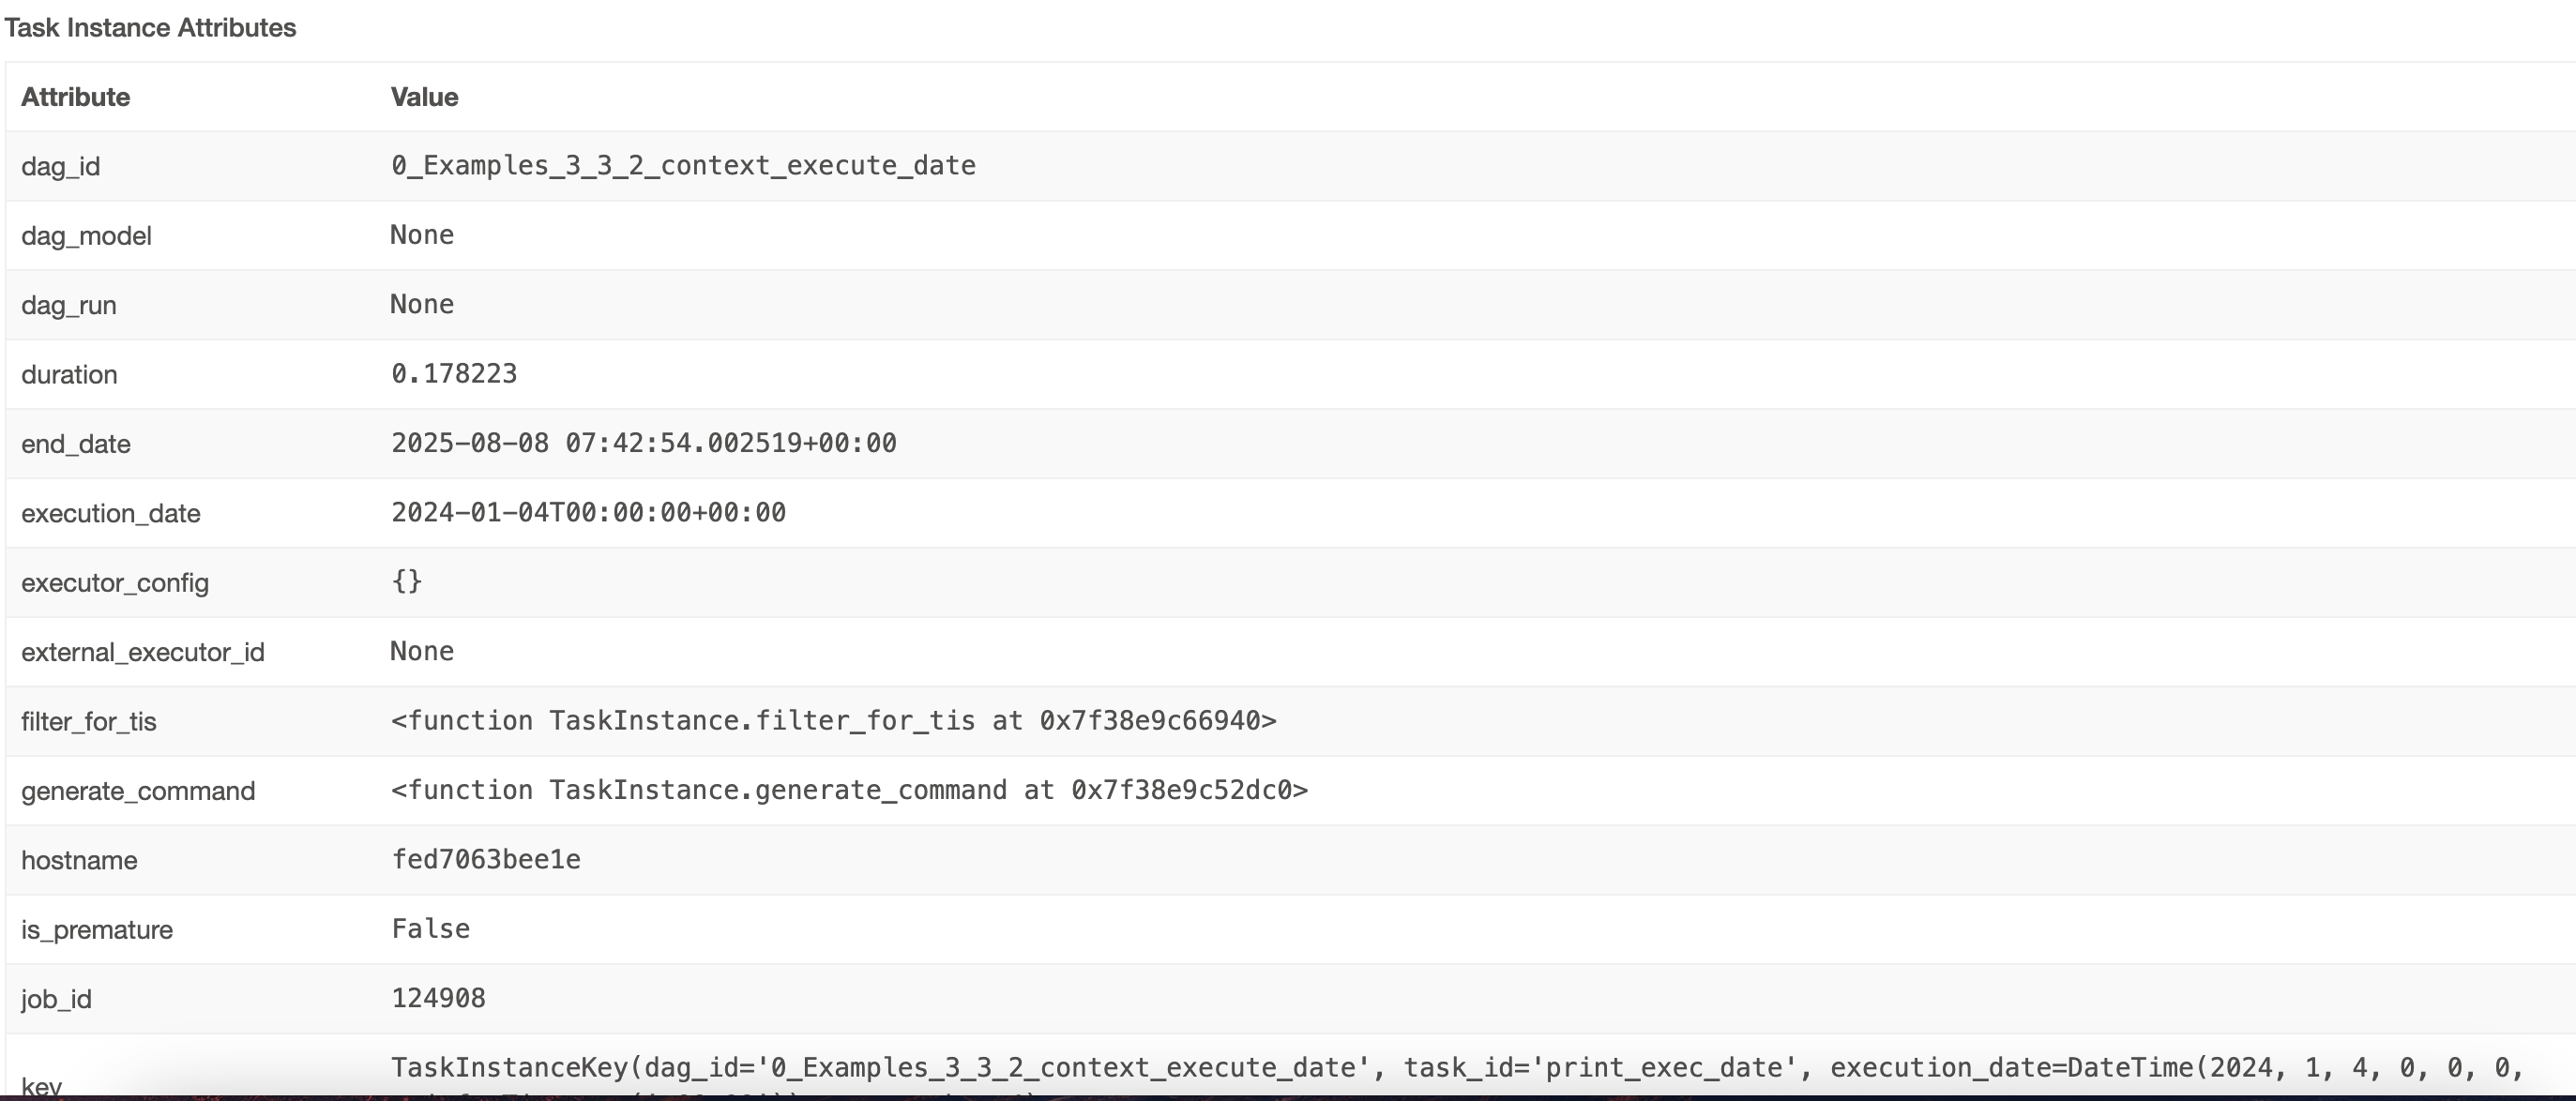 Task Instance Attributes
Attribute Value
dag_id 0_Examples_3_3_2_context_execute_date
dag_model None
dag_run None
duration 0.178223
end_date 2025-08-08 07:42:54.002519+00:00
execution_date 2024-01-04T00:00:00+00:00
executor_config {}
external_executor_id None
filter_for_tis <function TaskInstance.filter_for_tis at 0x7f38e9c66940>
generate_command <function TaskInstance.generate_command at 0x7f38e9c52dc0>
hostname fed7063bee1e
is_premature False
job_id 124908
key TaskInstanceKey(dag_id='0_Examples_3_3_2_context_execute_date', task_id='print_exec_date', execution_date=DateTime(2024, 1, 4, 0, 0, 0,